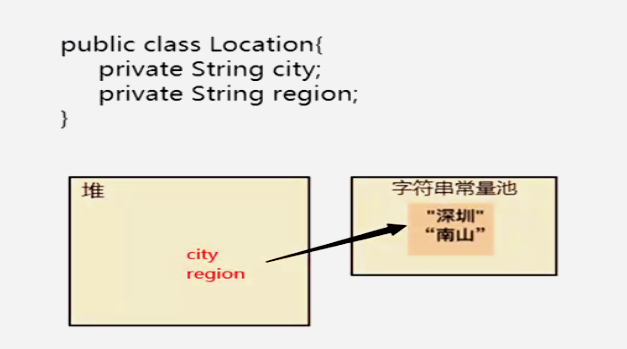 public class Location{
private String city;
private String region;
}
堆
字符串常量池
"深圳"
“南山”
city
region